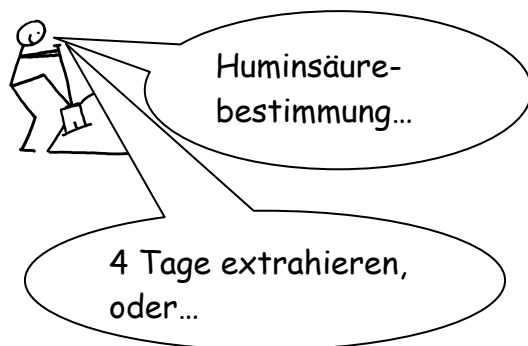 Huminsäure-
bestimmung...
4 Tage extrahieren,
oder...